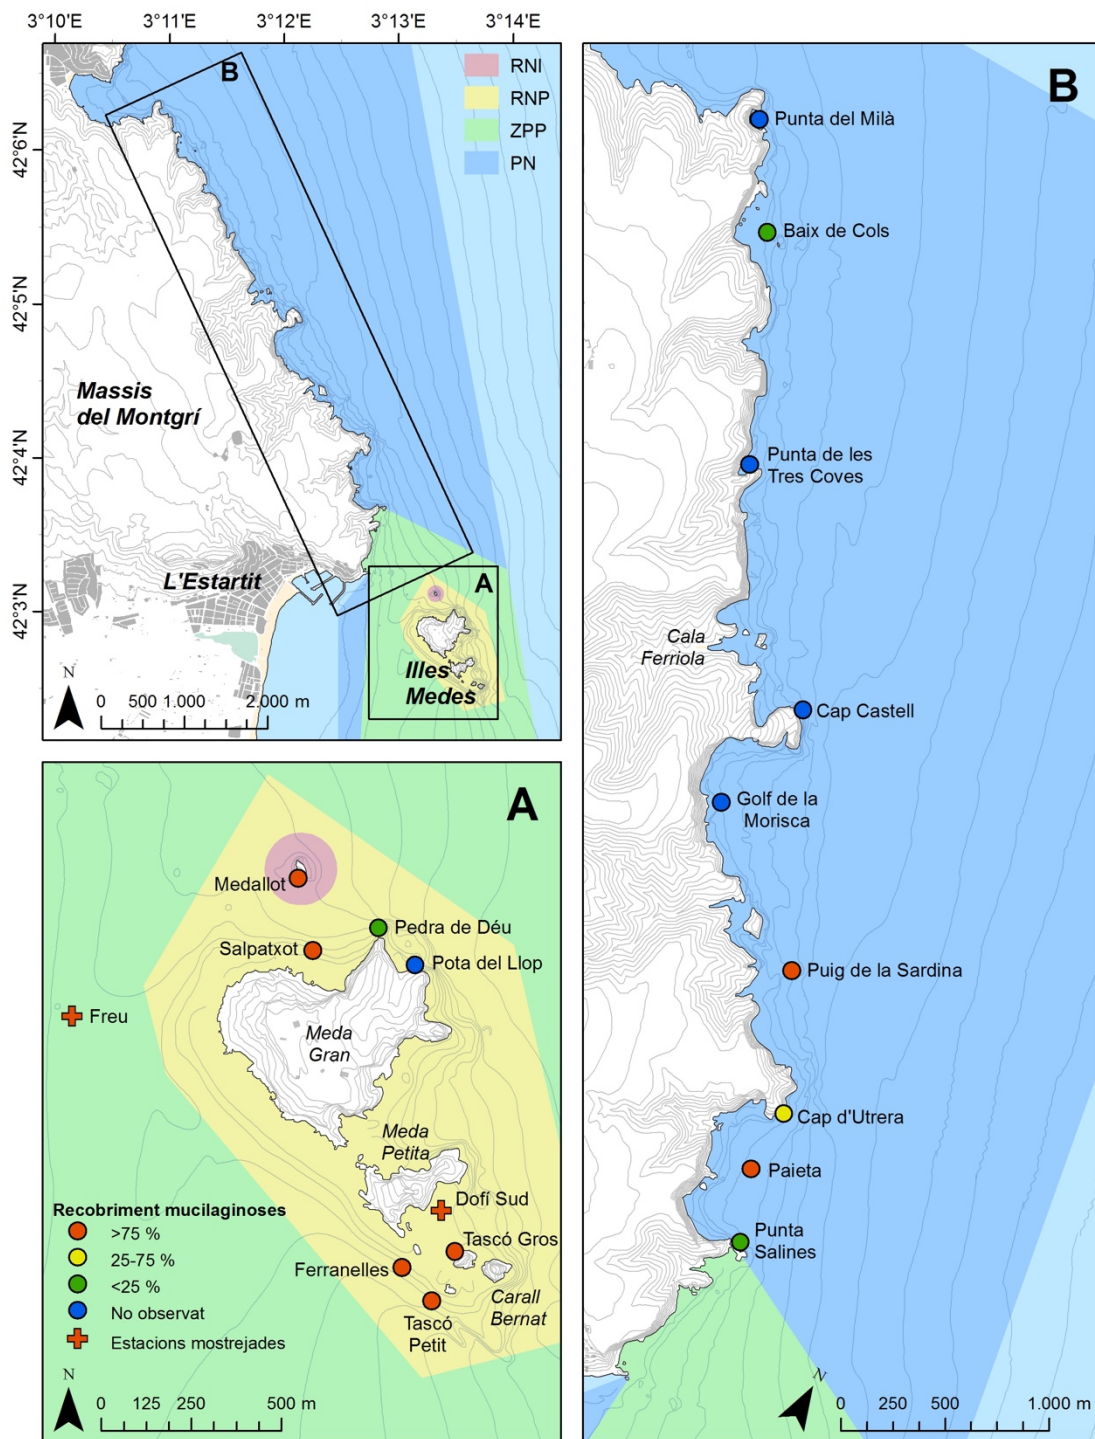 3°10'E
3°11'E
3°12'E
3°13'E
3°14'E
42°6'N
42°5'N
42°4'N
42°3'N
B
RNI
RNP
ZPP
PN
Massis
del Montgrí
L'Estartit
A
Illes
Medes
N
0 500 1.000 2.000 m
A
Medallot
Pedra de Déu
Salpatxot
Pota del Llop
Freu
Meda
Gran
Meda
Petita
Dofí Sud
Tascó Gros
Ferranelles
Carall
Bernat
Tascó
Petit
Recobriment mucilaginoses
>75 %
25-75 %
<25 %
No observat
Estacions mostrejades
N
0 125 250 500 m
B
Punta del Milà
Baix de Cols
Punta de les
Tres Coves
Cala
Ferriola
Cap Castell
Golf de la
Morisca
Puig de la Sardina
Cap d'Utrera
Paieta
Punta
Salines
N
0 250 500 1.000 m